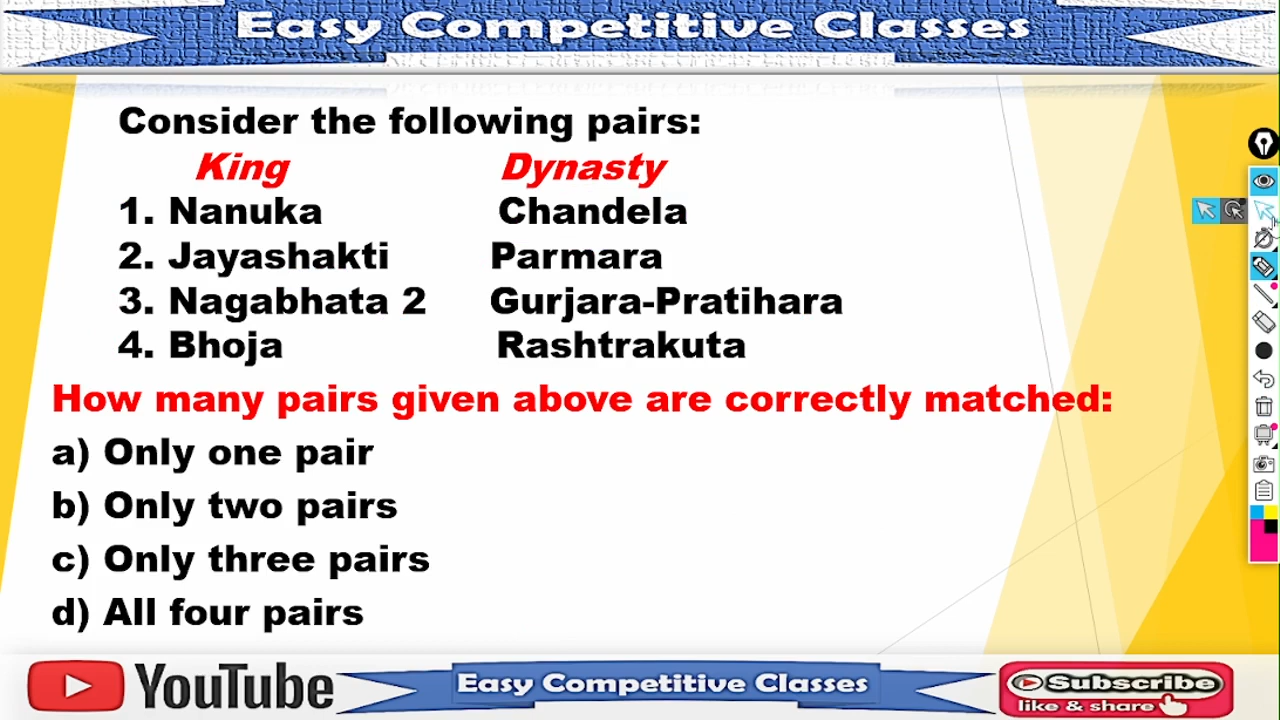 Easy Competitive Classes
Consider the following pairs:
King Dynasty
1. Nanuka Chandela
2. Jayashakti Parmara
3. Nagabhata 2 Gurjara-Pratihara
4. Bhoja Rashtrakuta
How many pairs given above are correctly matched:
a) Only one pair
b) Only two pairs
c) Only three pairs
d) All four pairs
YouTube Easy Competitive Classes Subscribe
like & share